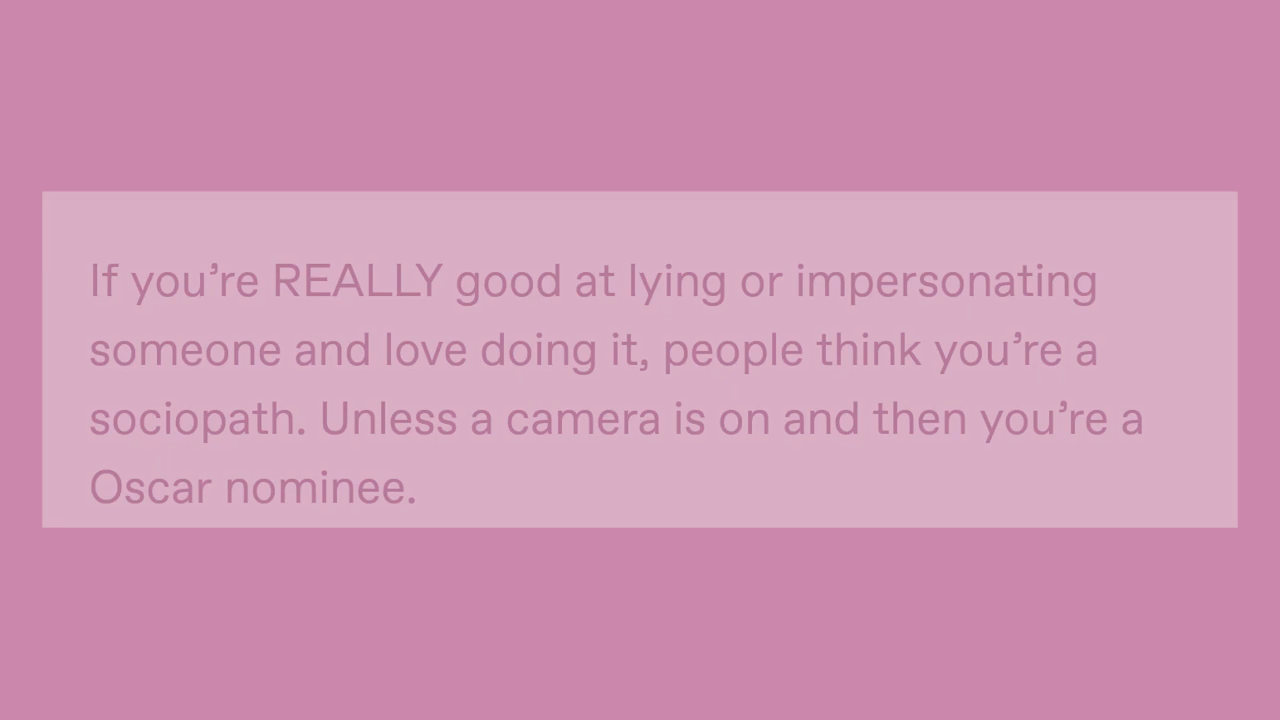 If you’re REALLY good at lying or impersonating
someone and love doing it, people think you’re a
sociopath. Unless a camera is on and then you’re a
Oscar nominee.